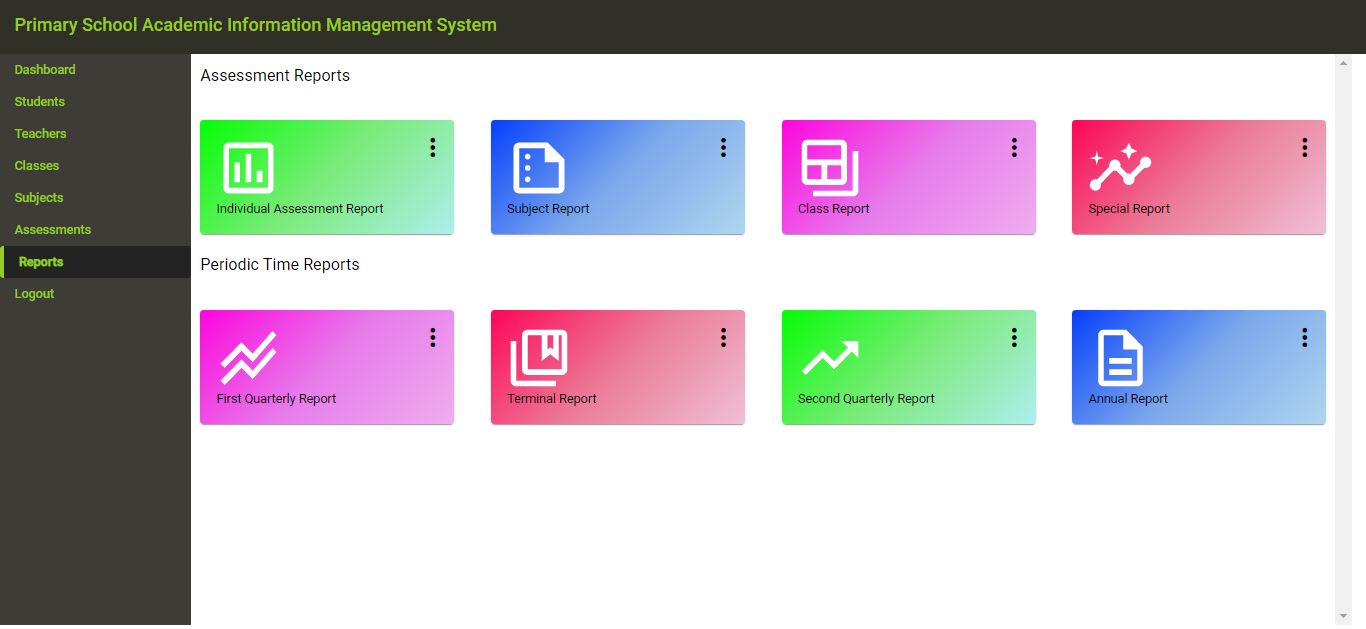 Primary School Academic Information Management System
Dashboard
Students
Teachers
Classes
Subjects
Assessments
Reports
Logout
Assessment Reports
Individual Assessment Report
Subject Report
Class Report
Special Report
Periodic Time Reports
First Quarterly Report
Terminal Report
Second Quarterly Report
Annual Report